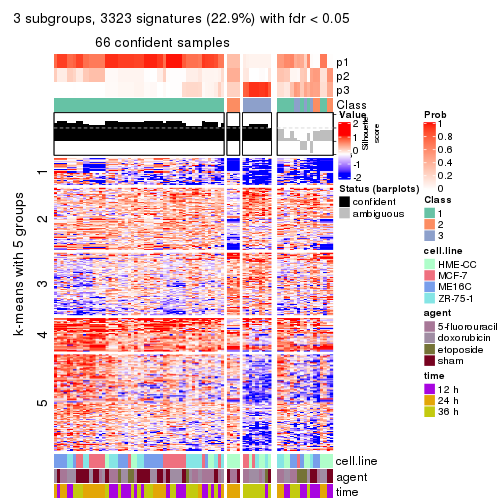 3 subgroups, 3323 signatures (22.9%) with fdr < 0.05
66 confident samples
p1
p2
p3
Class
1
2
3
4
5
k-means with 5 groups
cell.line
agent
time
Value
2
1
0
-1
-2
Silhouette
score
Status (barplots)
confident
ambiguous
Prob
1
0.8
0.6
0.4
0.2
0
Class
1
2
3
cell.line
HME-CC
MCF-7
ME16C
ZR-75-1
agent
5-fluorouracil
doxorubicin
etoposide
sham
time
12 h
24 h
36 h